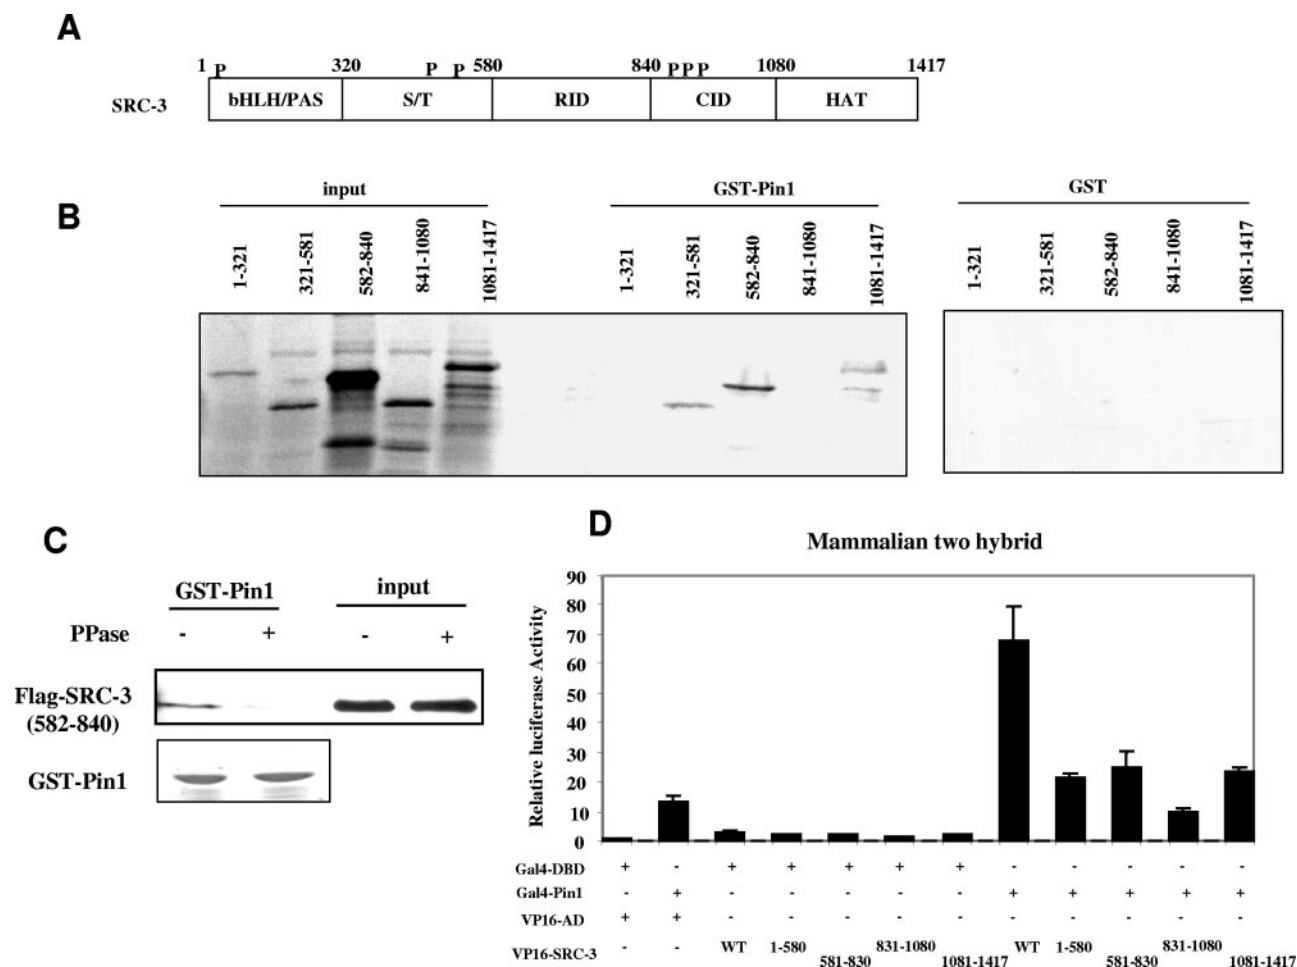 A
1 P 320 P P 580 840 P P P 1080 1417
SRC-3 bHLH/PAS S/T RID CID HAT
B
input GST-Pin1 GST
1-321 321-581 582-840 841-1080 1081-1417 1-321 321-581 582-840 841-1080 1081-1417 1-321 321-581 582-840 841-1080 1081-1417
C
GST-Pin1 input
PPase - + - +
Flag-SRC-3
(582-840)
GST-Pin1
D
Mammalian two hybrid
Relative luciferase Activity
90
80
70
60
50
40
30
20
10
0
Gal4-DBD + - + + + + + - - - - -
Gal4-Pin1 - + - - - - - + + + + +
VP16-AD + + - - - - - - - - - -
VP16-SRC-3 - - WT 1-580 581-830 831-1080 1081-1417 WT 1-580 581-830 831-1080 1081-1417